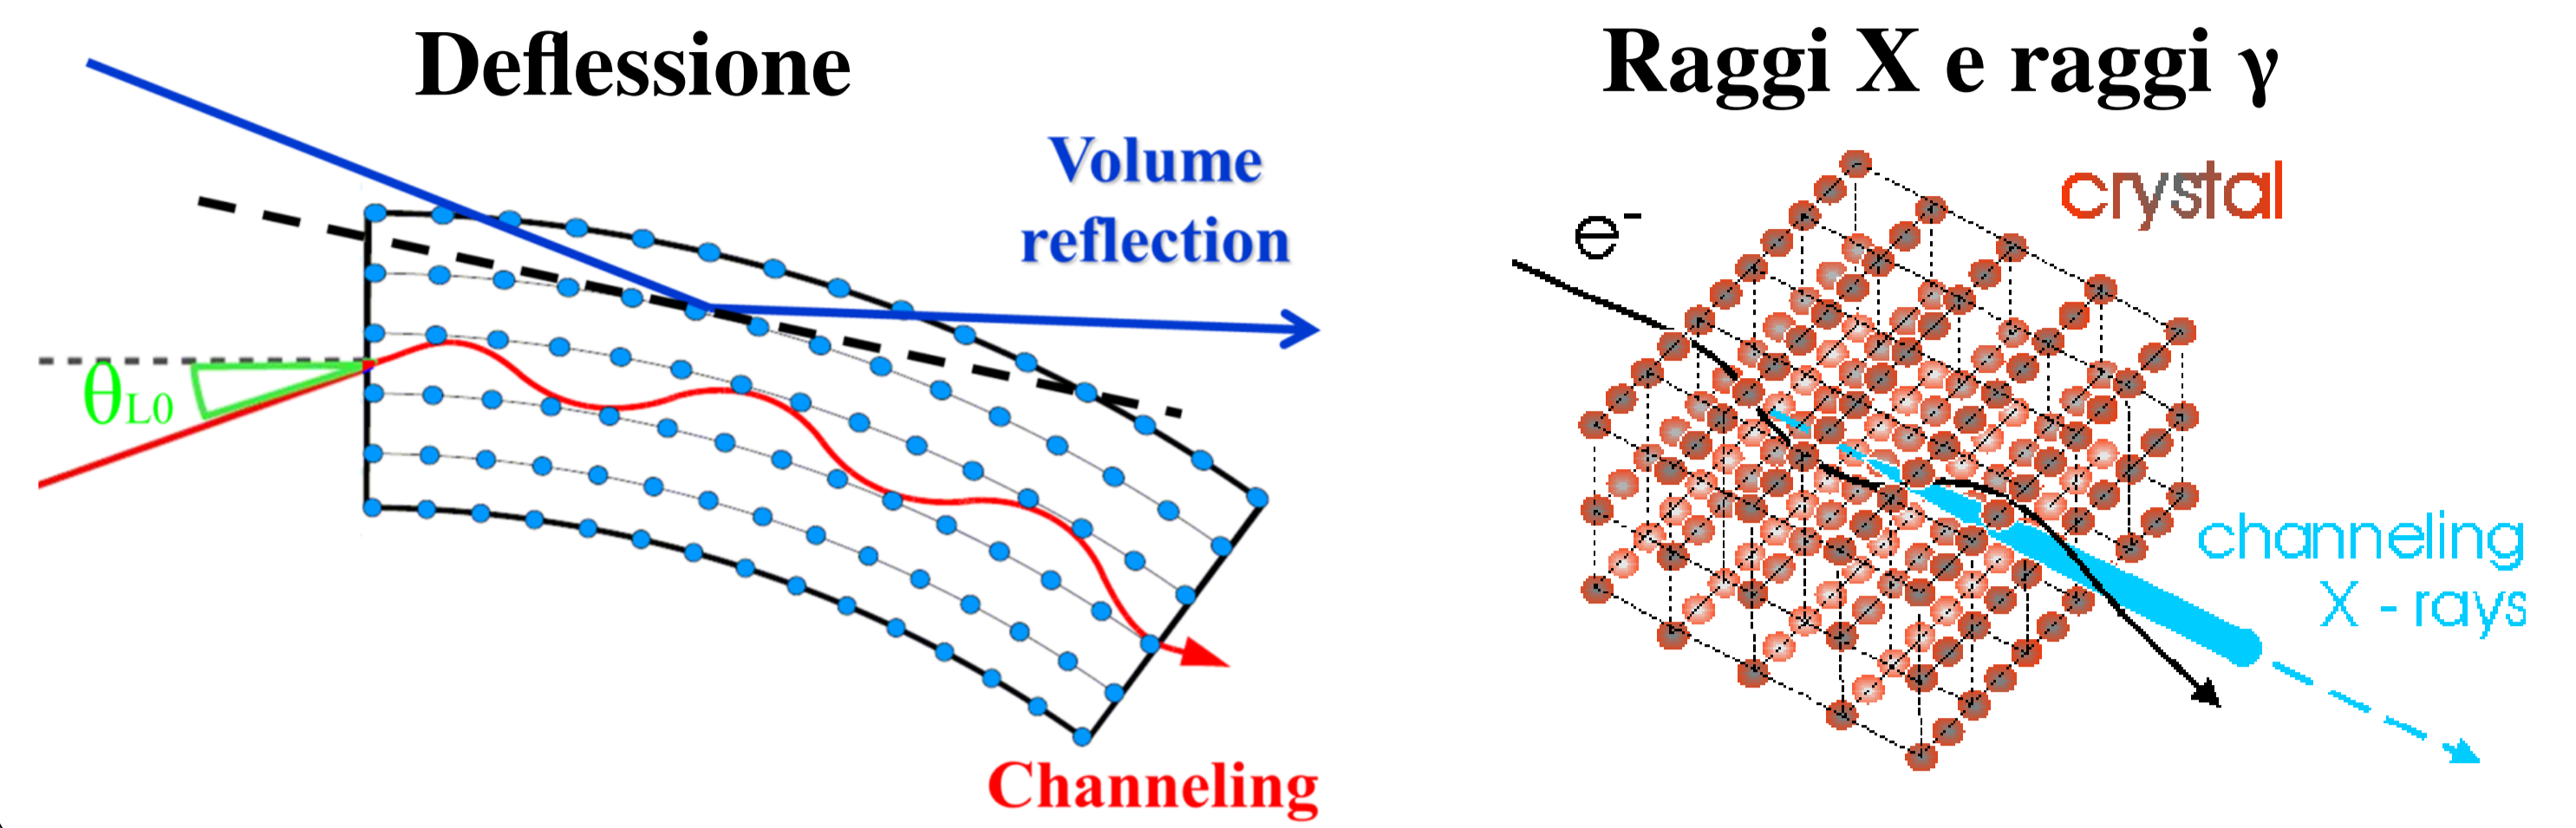 Deflessione
Volume
reflection
θL0
Channeling
Raggi X e raggi γ
crystal
e-
channeling
X - rays